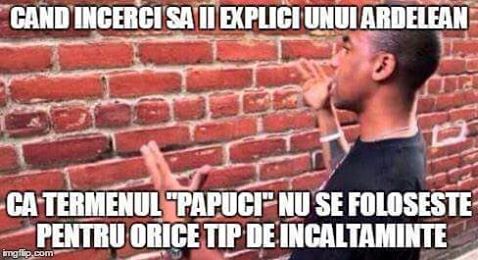 CAND INCERCI SA II EXPLICI UNUI ARDELEAN
CA TERMENUL "PAPUCI" NU SE FOLOSESTE
PENTRU ORICE TIP DE INCALTAMINTE
imgflip.com